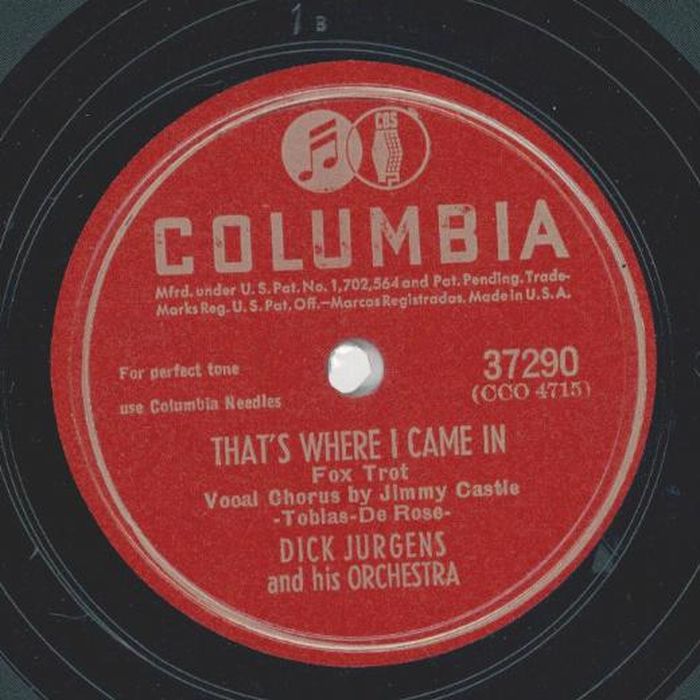 1 B
CBS
COLUMBIA
Mfrd. under U. S. Pat. No. 1,702,564 and Pat. Pending. Trade-
Marks Reg. U. S. Pat. Off.—Marcas Registradas. Made in U. S. A.
For perfect tone
use Columbia Needles
37290
(CCO 4715)
THAT'S WHERE I CAME IN
Fox Trot
Vocal Chorus by Jimmy Castle
-Tobias-De Rose-
DICK JURGENS
and his ORCHESTRA